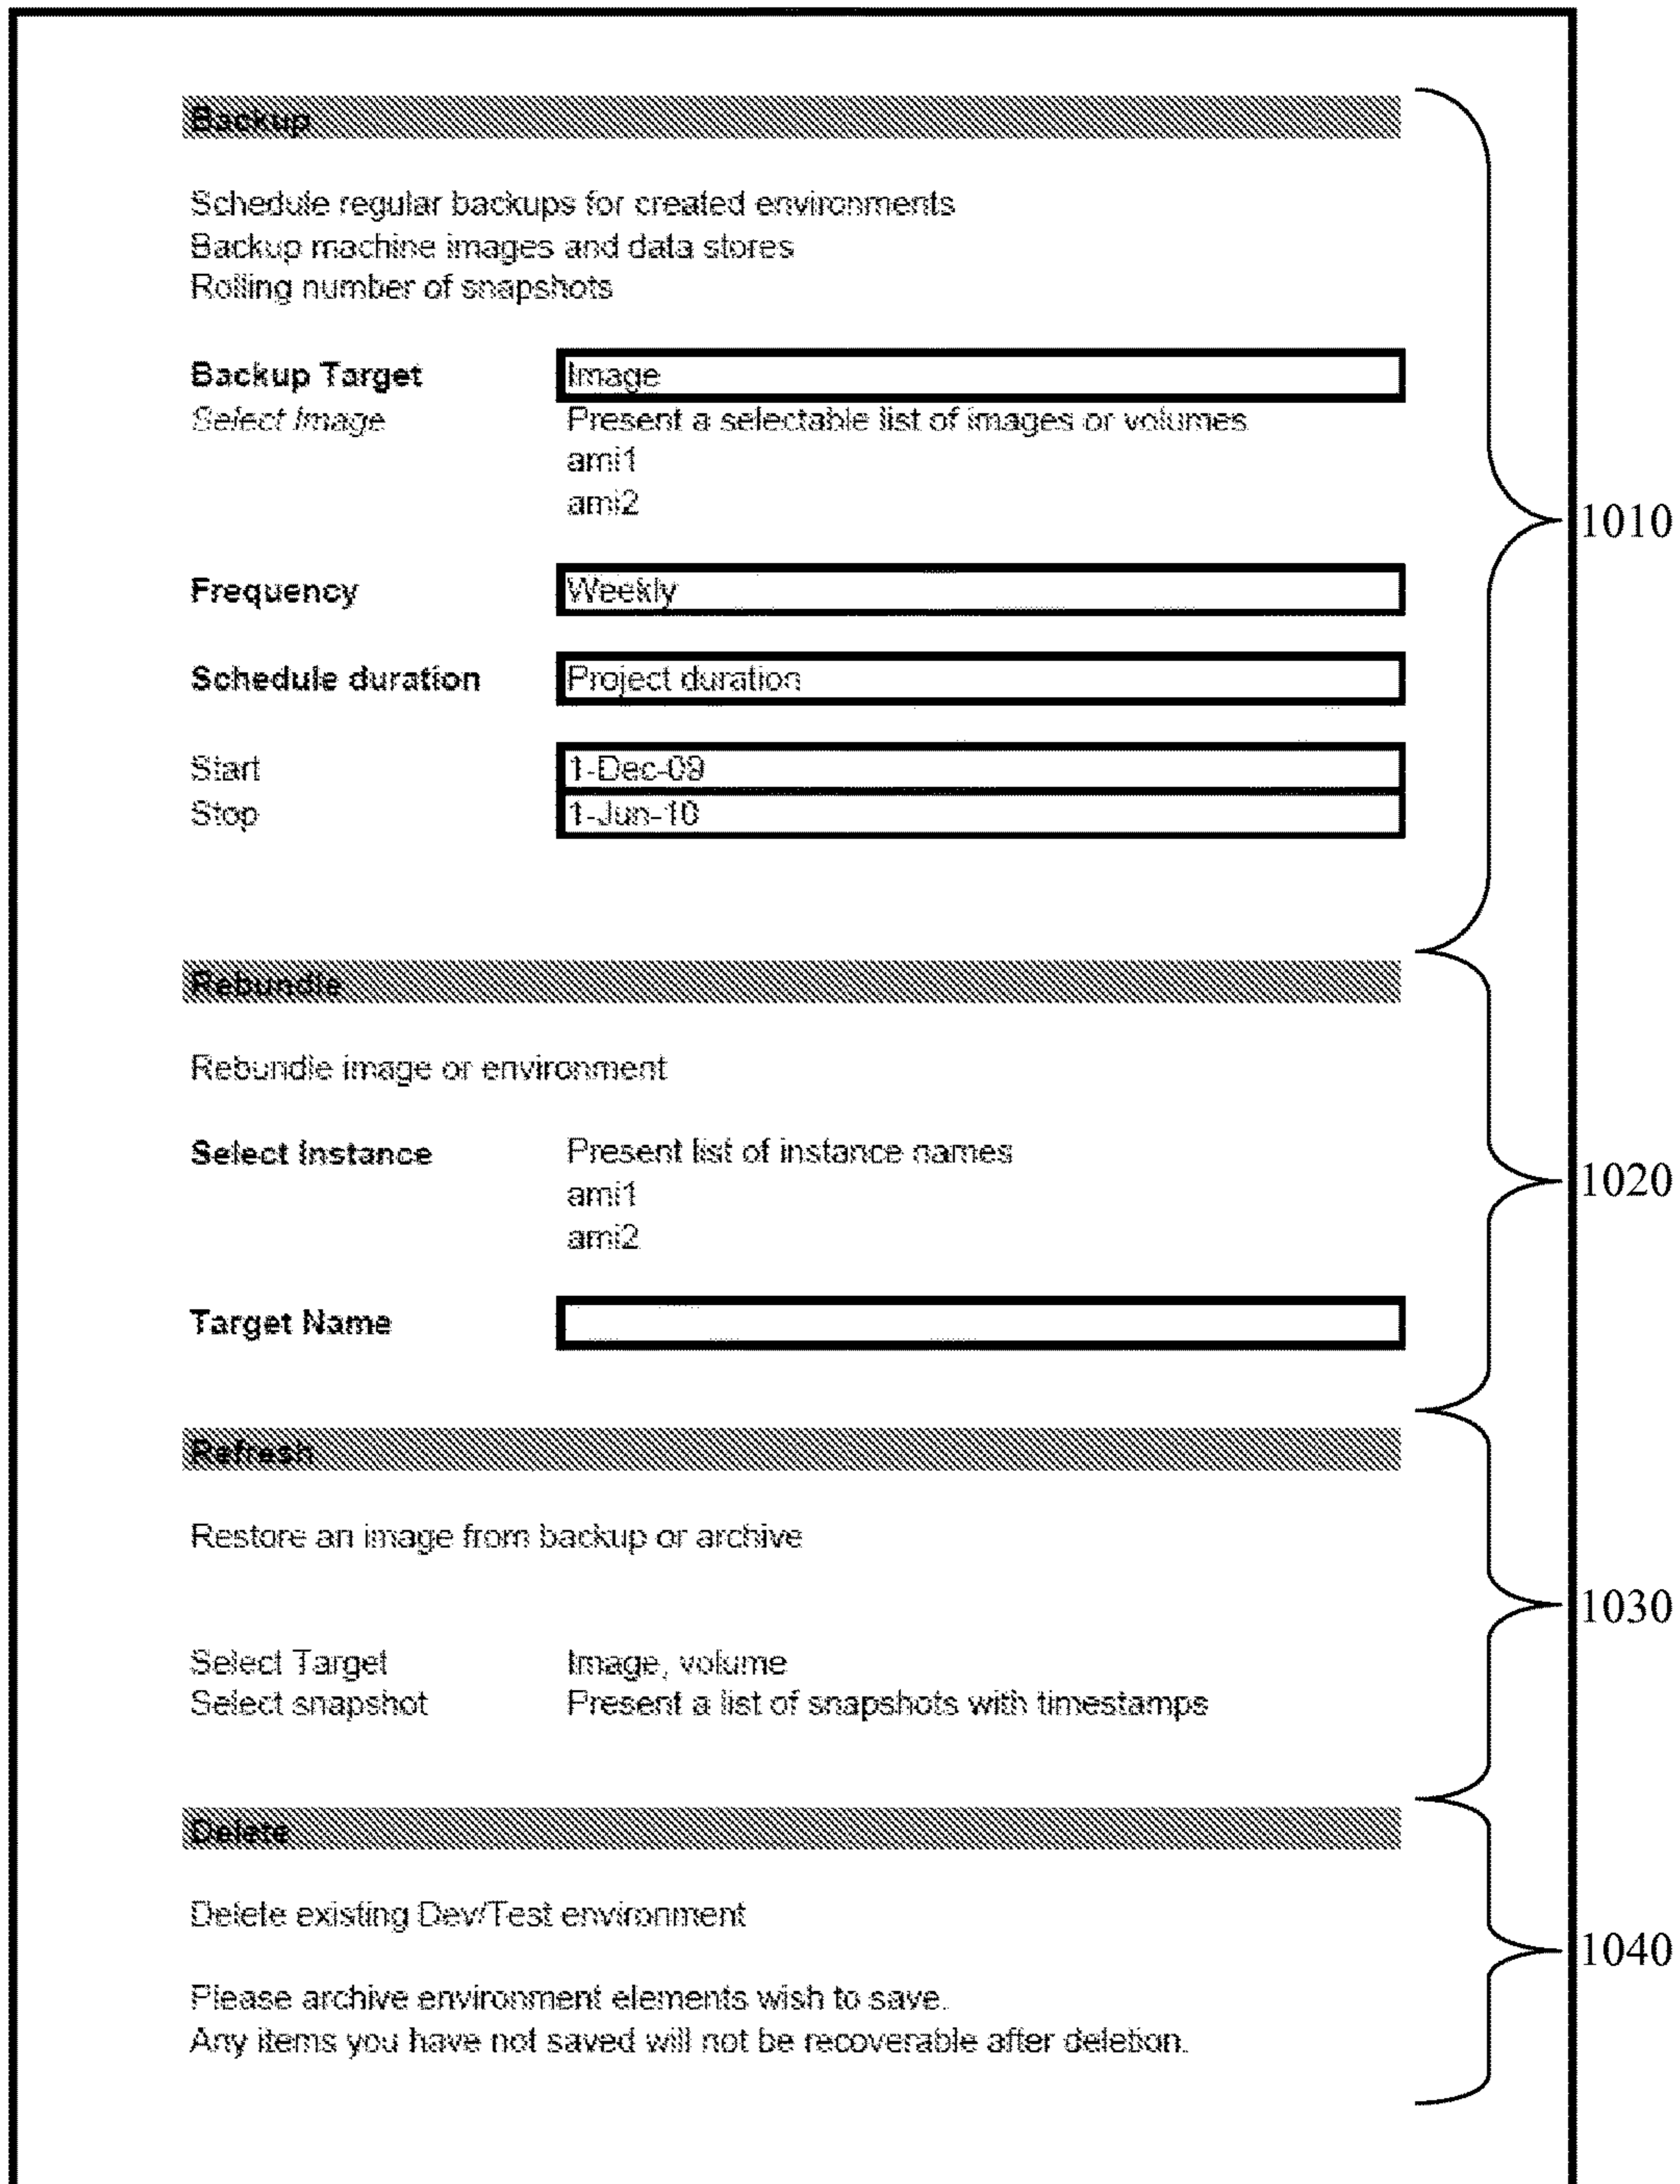 Backup
Schedule regular backups for created environments
Backup machine images and data stores
Rolling number of snapshots
Backup Target Image
Select Image Present a selectable list of images or volumes
ami1
ami2
1010
Frequency Weekly
Schedule duration Project duration
Start 1-Dec-09
Stop 1-Jun-10
Rebundle
Rebundle image or environment
Select Instance Present list of instance names
1020
ami1
ami2
Target Name
Refresh
Restore an image from backup or archive
1030
Select Target Image, volume
Select snapshot Present a list of snapshots with timestamps
Delete
Delete existing Dev/Test environment
1040
Please archive environment elements wish to save.
Any items you have not saved will not be recoverable after deletion.